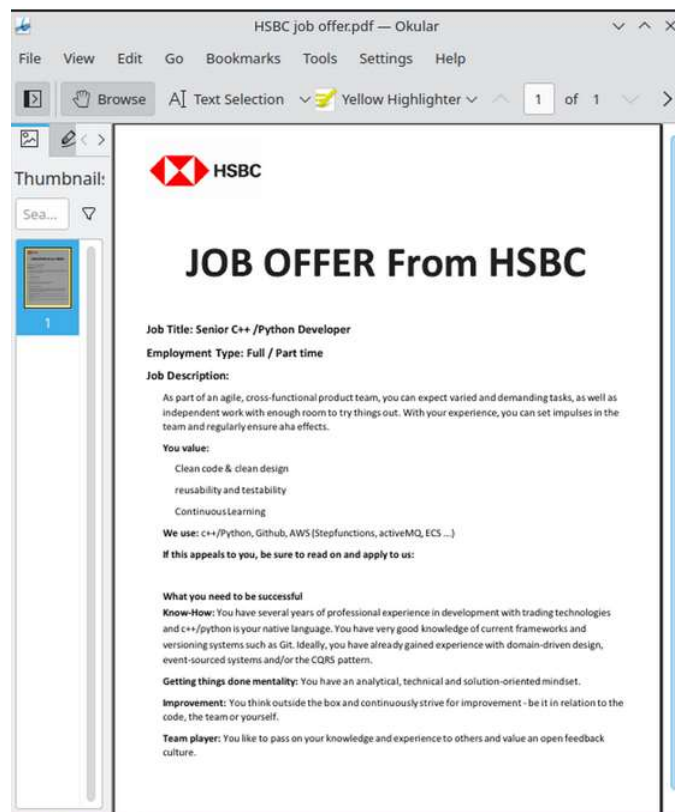 HSBC job offer.pdf — Okular
File View Edit Go Bookmarks Tools Settings Help
Browse Text Selection Yellow Highlighter 1 of 1
Thumbnails
Sea...
1
HSBC
JOB OFFER From HSBC
Job Title: Senior C++ /Python Developer
Employment Type: Full / Part time
Job Description:
As part of an agile, cross-functional product team, you can expect varied and demanding tasks, as well as
independent work with enough room to try things out. With your experience, you can set impulses in the
team and regularly ensure aha effects.
You value:
Clean code & clean design
reusability and testability
Continuous Learning
We use: c++/Python, Github, AWS (Stepfunctions, activeMQ, ECS ...)
If this appeals to you, be sure to read on and apply to us:
What you need to be successful
Know-How: You have several years of professional experience in development with trading technologies
and c++/python is your native language. You have very good knowledge of current frameworks and
versioning systems such as Git. Ideally, you have already gained experience with domain-driven design,
event-sourced systems and/or the CQRS pattern.
Getting things done mentality: You have an analytical, technical and solution-oriented mindset.
Improvement: You think outside the box and continuously strive for improvement - be it in relation to the
code, the team or yourself.
Team player: You like to pass on your knowledge and experience to others and value an open feedback
culture.